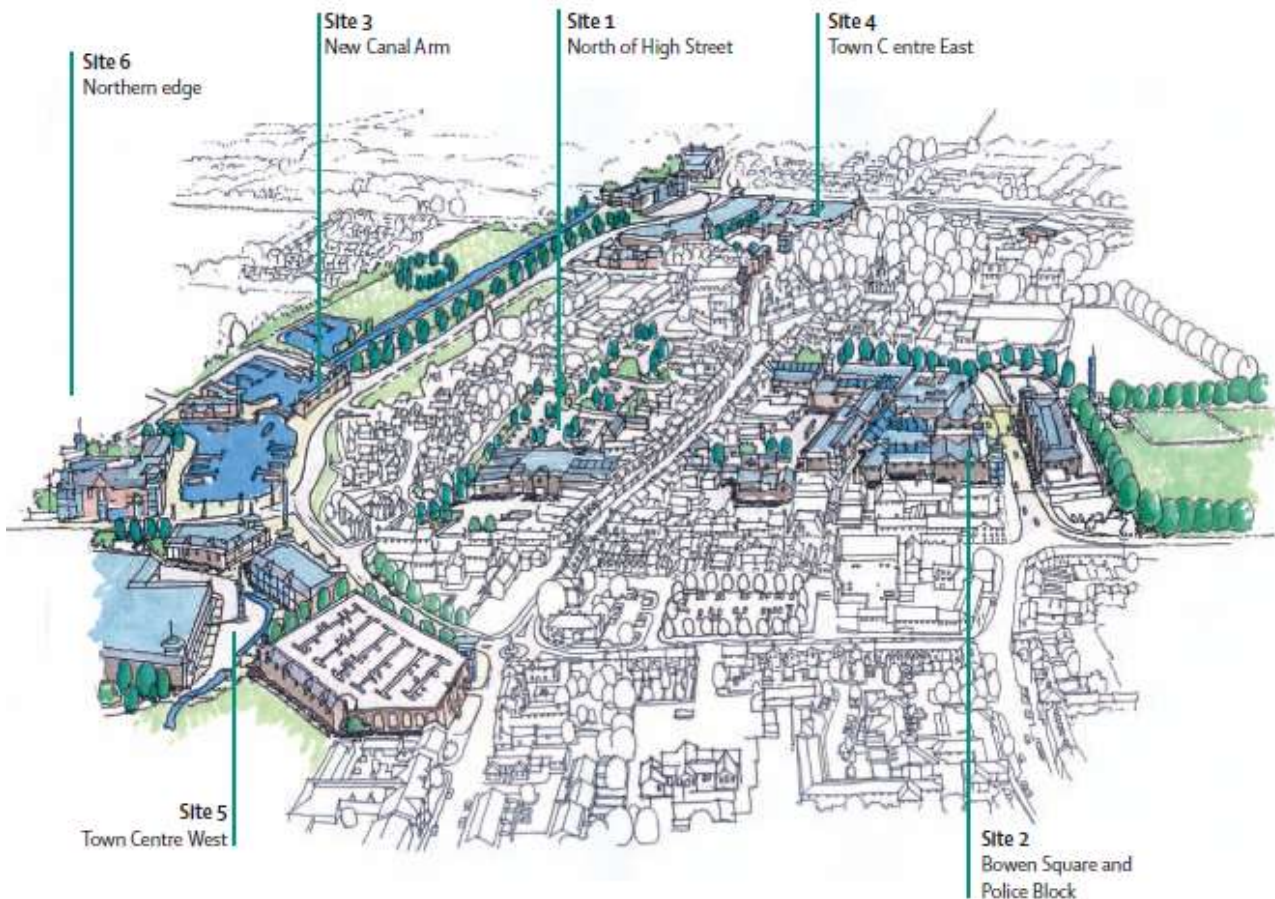 Site 3
New Canal Arm
Site 1
North of High Street
Site 4
Town C entre East
Site 6
Northern edge
Site 5
Town Centre West
Site 2
Bowen Square and
Police Block